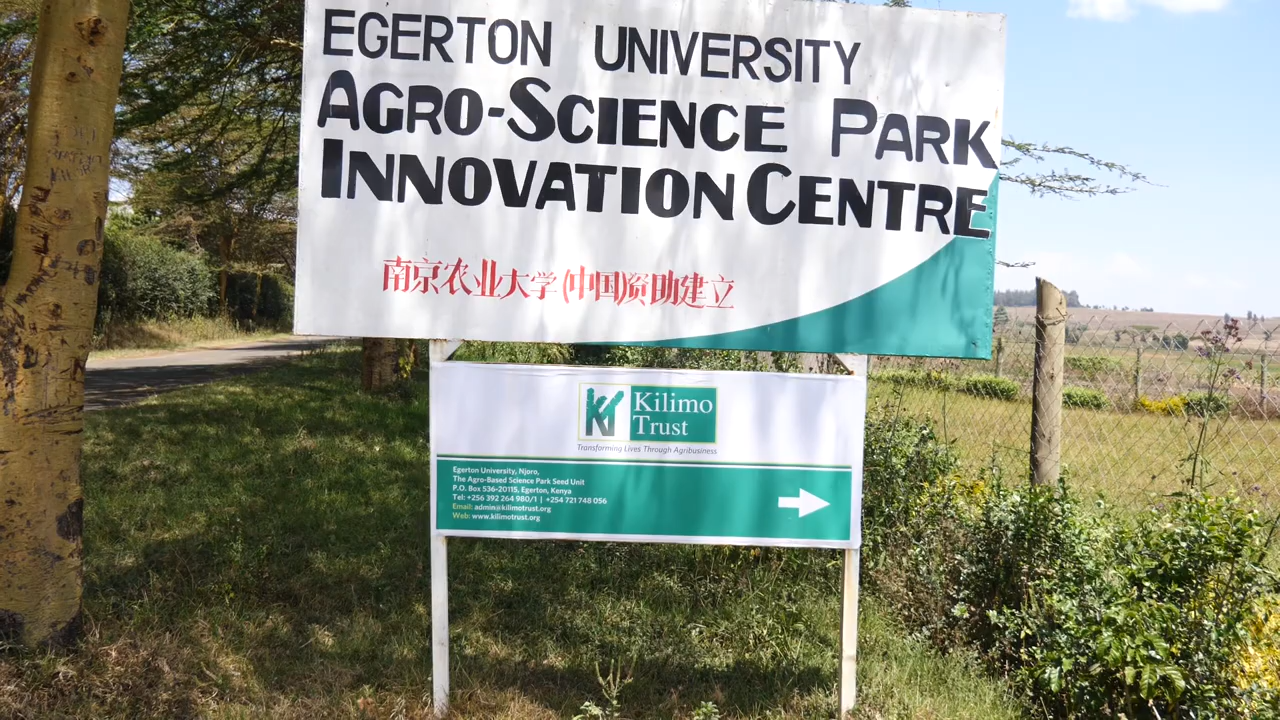 EGERTON UNIVERSITY
AGRO-SCIENCE PARK
INNOVATION CENTRE
南京农业大学(中国)资助建立
KT
Kilimo
Trust
Transforming Lives Through Agribusiness
Egerton University, Njoro,
The Agro-Based Science Park Seed Unit
P.O. Box 536-20115, Egerton, Kenya
Tel: +256 392 264 980/1 | +254 721 748 056
Email: admin@kilimotrust.org
Web: www.kilimotrust.org